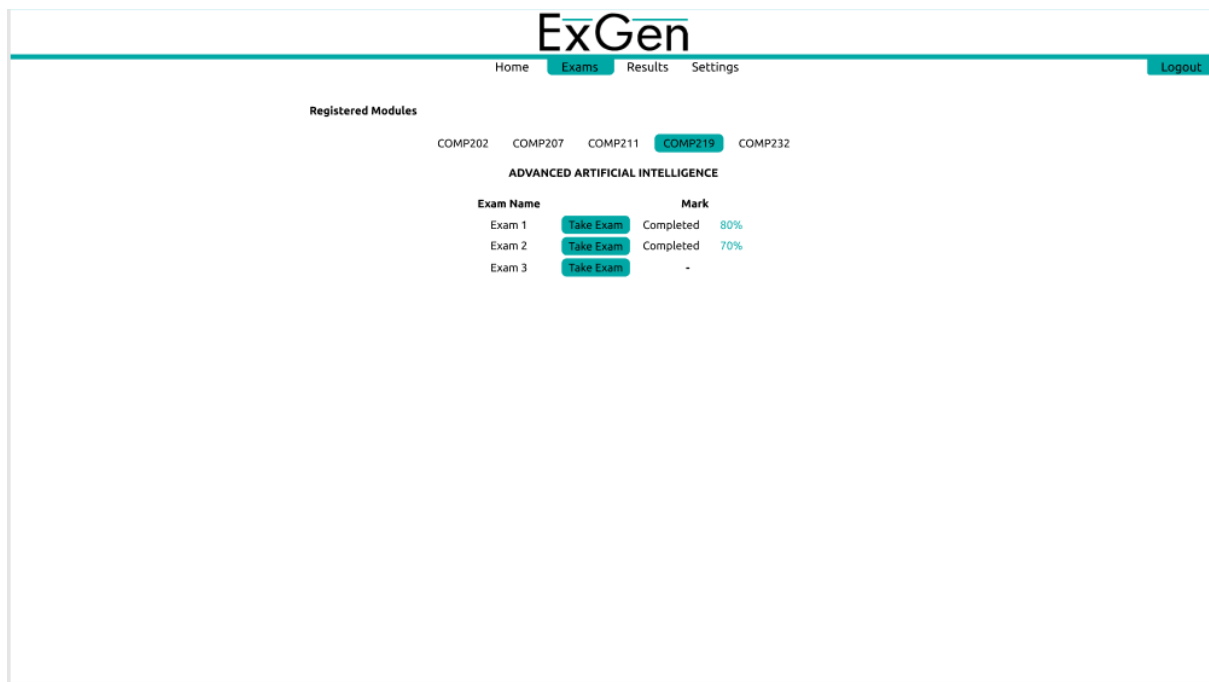 ExGen
Home Exams Results Settings Logout
Registered Modules
COMP202 COMP207 COMP211 COMP219 COMP232
ADVANCED ARTIFICIAL INTELLIGENCE
Exam Name Mark
Exam 1 Take Exam Completed 80%
Exam 2 Take Exam Completed 70%
Exam 3 Take Exam -